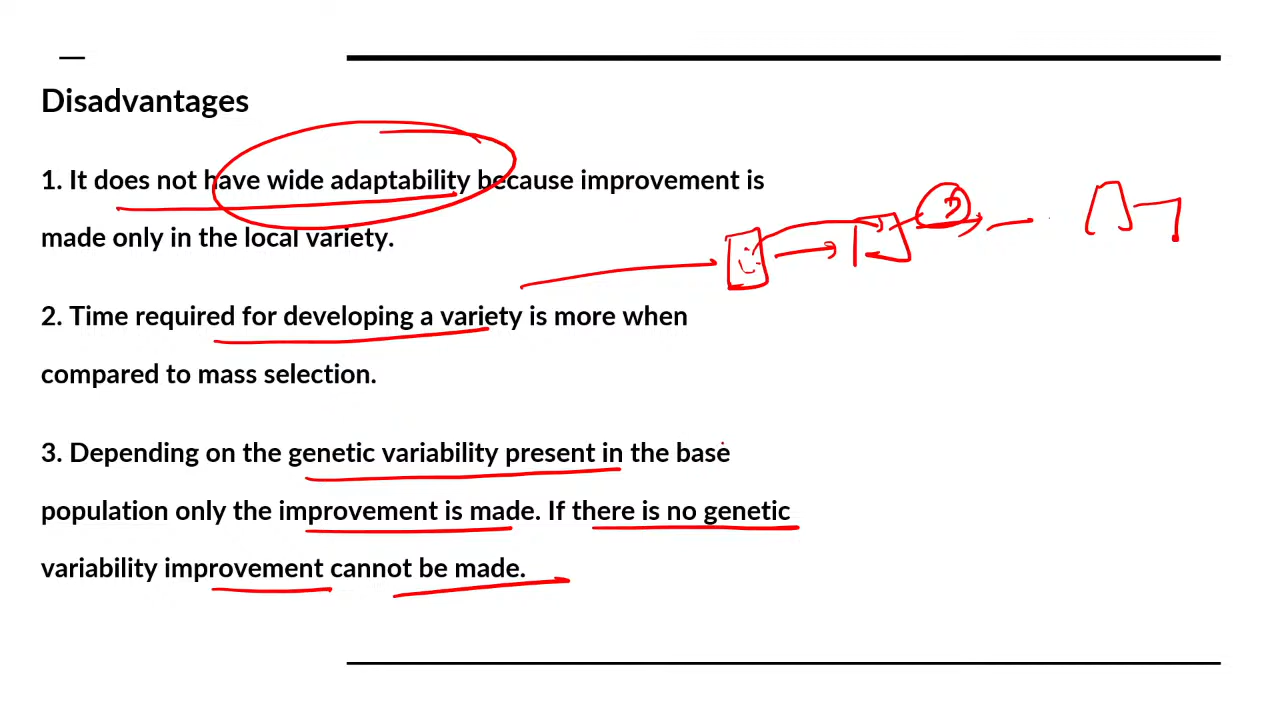 Disadvantages
1. It does not have wide adaptability because improvement is
made only in the local variety.
2. Time required for developing a variety is more when
compared to mass selection.
3. Depending on the genetic variability present in the base
population only the improvement is made. If there is no genetic
variability improvement cannot be made.